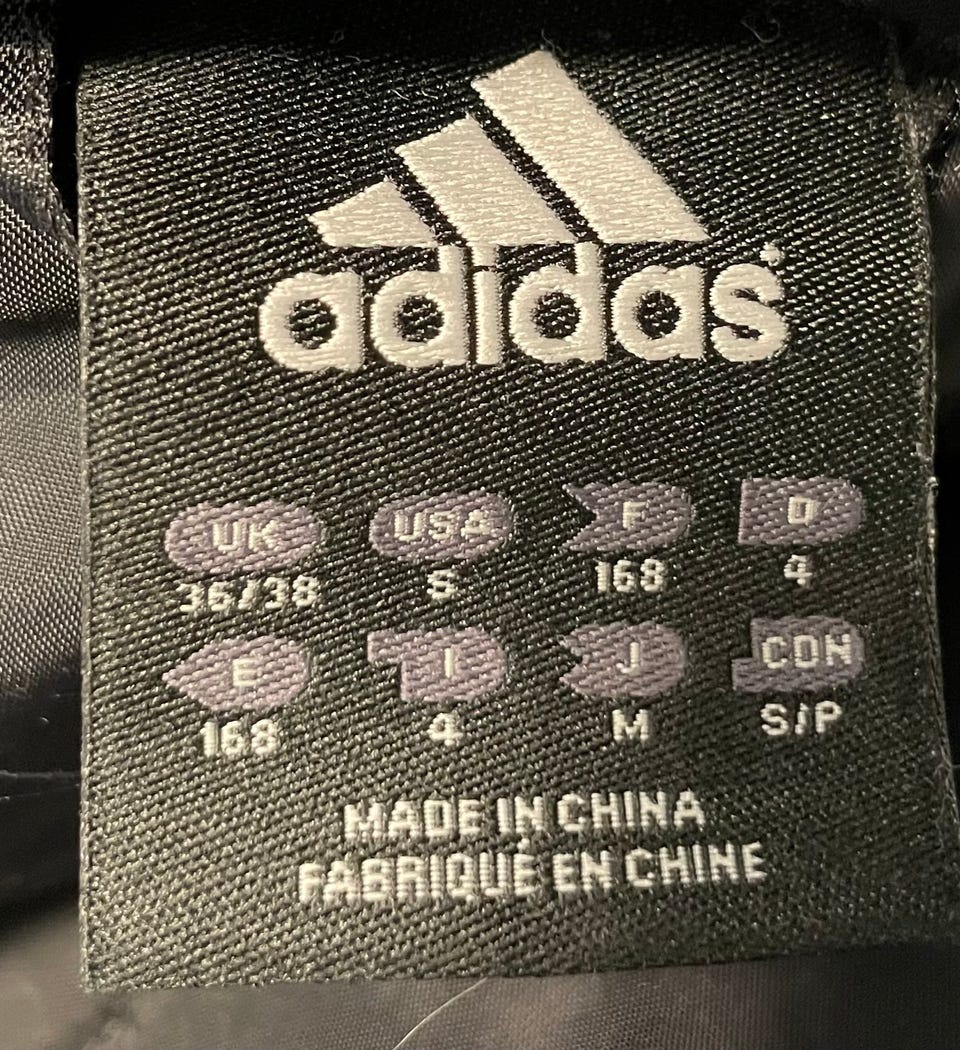 adidas
UK USA F D
36/38 S 168 4
E I J CDN
168 4 M S/P
MADE IN CHINA
FABRIQUÉ EN CHINE